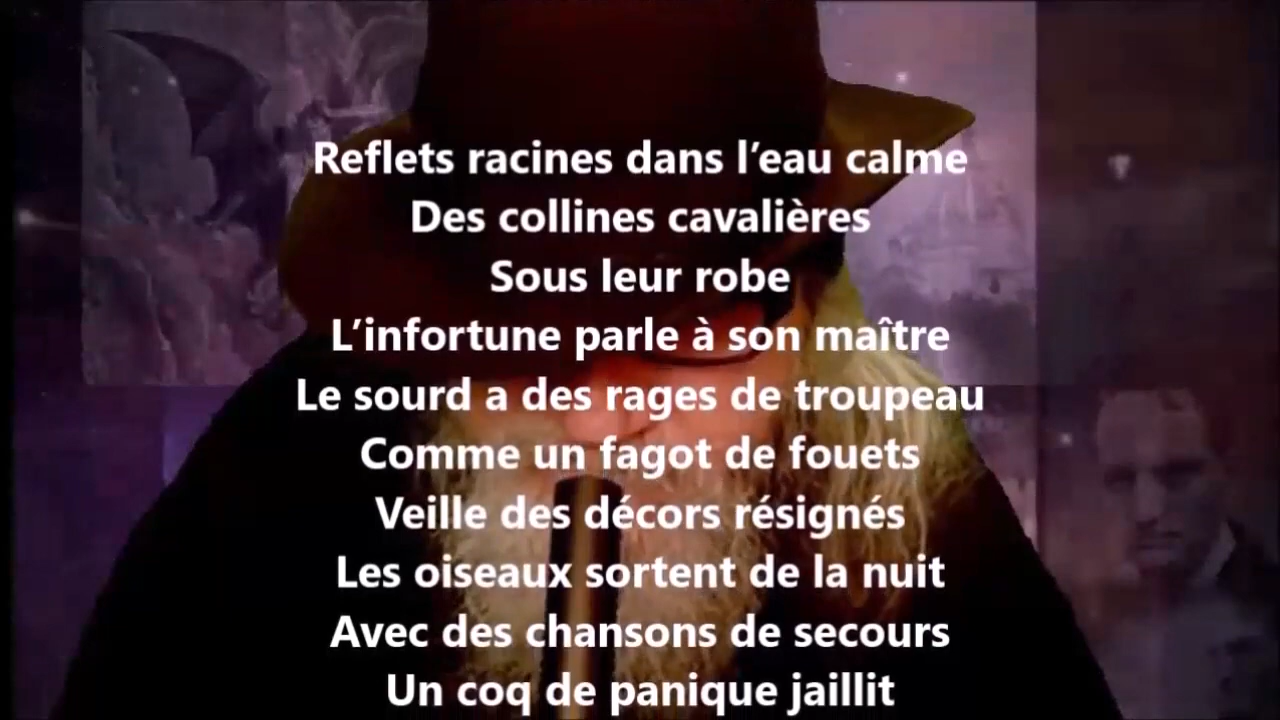 Reflets racines dans l’eau calme
Des collines cavalières
Sous leur robe
L’infortune parle à son maître
Le sourd a des rages de troupeau
Comme un fagot de fouets
Veille des décors résignés
Les oiseaux sortent de la nuit
Avec des chansons de secours
Un coq de panique jaillit